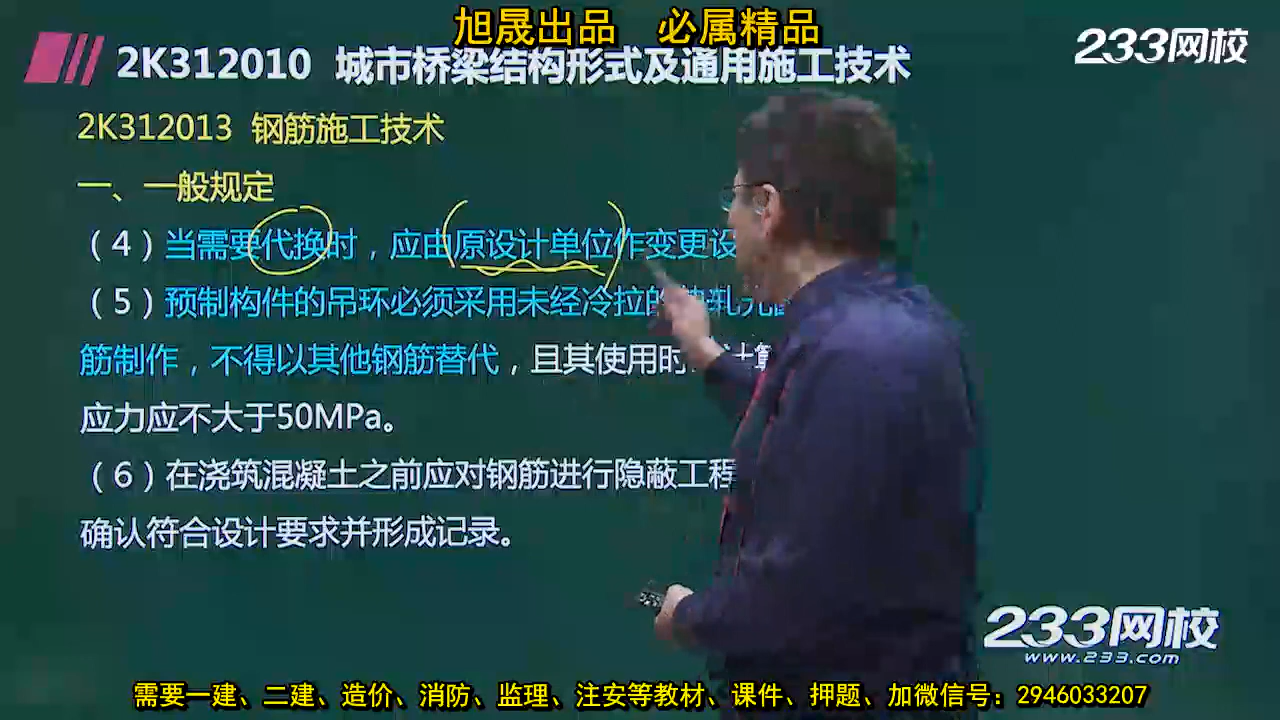 旭晟出品 必属精品
233网校
2K312010 城市桥梁结构形式及通用施工技术
2K312013 钢筋施工技术
一、一般规定
（4）当需要代换时，应由原设计单位作变更设
（5）预制构件的吊环必须采用未经冷拉的热轧光圆
筋制作，不得以其他钢筋替代，且其使用时 计算
应力应不大于50MPa。
（6）在浇筑混凝土之前应对钢筋进行隐蔽工程
确认符合设计要求并形成记录。
233网校
www.233.com
需要一建、二建、造价、消防、监理、注安等教材、课件、押题、加微信号：2946033207